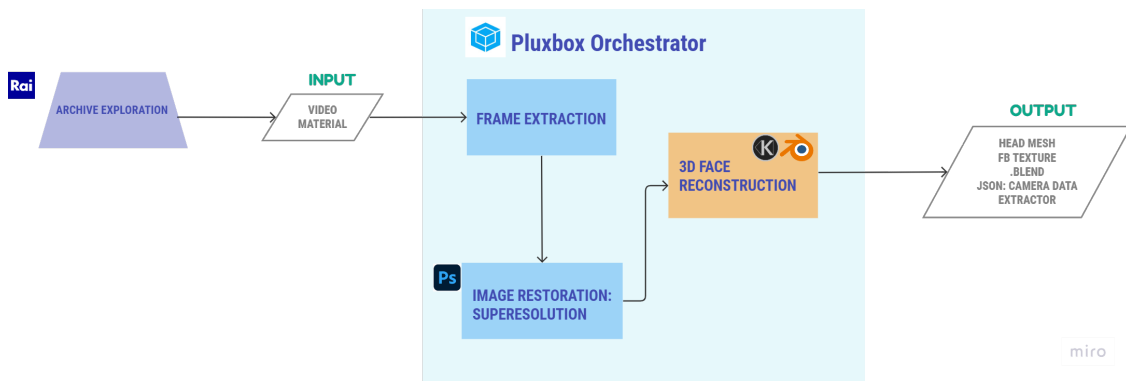 Pluxbox Orchestrator
Rai
ARCHIVE EXPLORATION
INPUT
VIDEO
MATERIAL
FRAME EXTRACTION
K
3D FACE
RECONSTRUCTION
Ps
IMAGE RESTORATION:
SUPERESOLUTION
OUTPUT
HEAD MESH
FB TEXTURE
.BLEND
JSON: CAMERA DATA
EXTRACTOR
miro